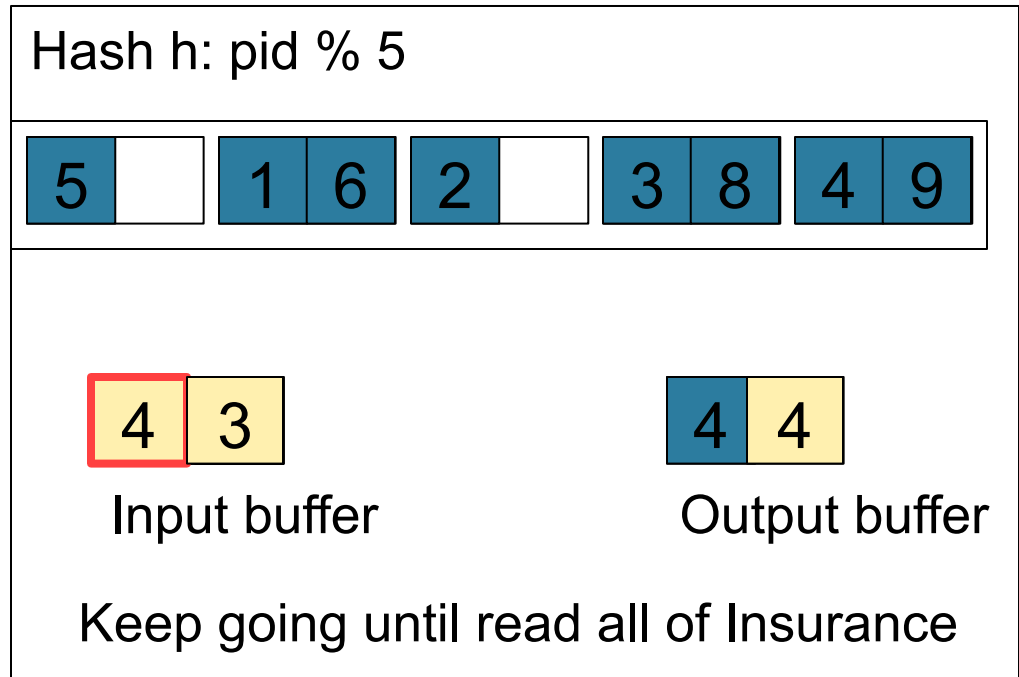 Hash h: pid % 5
5 1 6 2 3 8 4 9
4 3 4 4
Input buffer Output buffer
Keep going until read all of Insurance